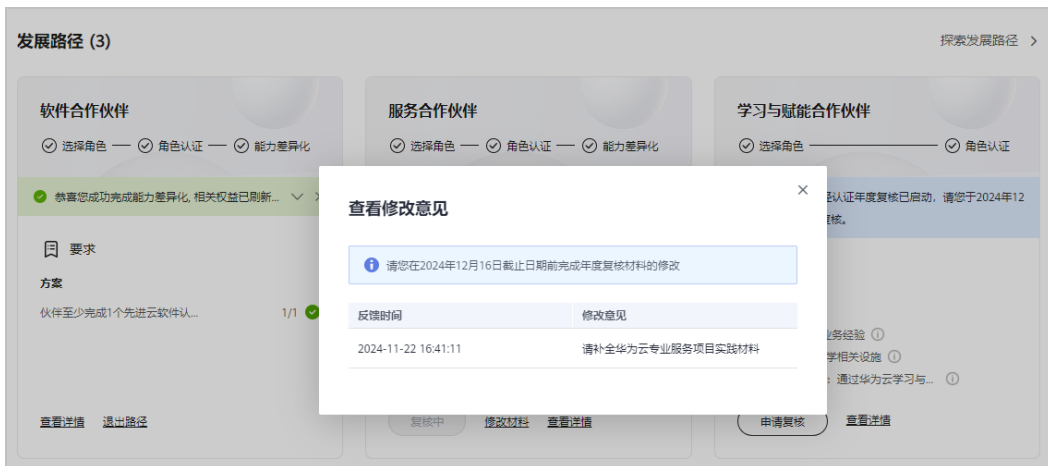 发展路径 (3)
探索发展路径 >
软件合作伙伴
选择角色 角色认证 能力差异化
恭喜您成功完成能力差异化, 相关权益已刷新...
要求
方案
伙伴至少完成1个先进云软件认... 1/1
查看详情 退出路径
服务合作伙伴
选择角色 角色认证 能力差异化
复核中 修改材料 查看详情
学习与赋能合作伙伴
选择角色 角色认证
认证年度复核已启动，请您于2024年12
核。
务经验
学相关设施
：通过华为云学习与...
申请复核 查看详情
查看修改意见
请您在2024年12月16日截止日期前完成年度复核材料的修改
反馈时间 修改意见
2024-11-22 16:41:11 请补全华为云专业服务项目实践材料